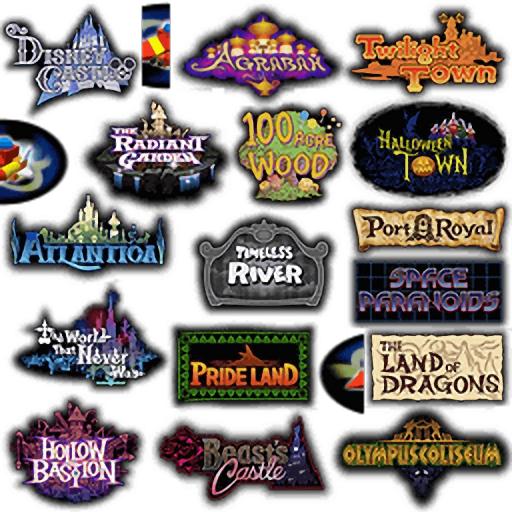 DISNEY
CASTLE
AGRABAH
Twilight
Town
THE
RADIANT
GARDEN
100 ACRE
WOOD
HALLOWEEN
TOWN
ATLANTICA
TIMELESS
RIVER
PORT ROYAL
SPACE
PARANOIDS
The World
That Never
Was
PRIDE LAND
THE
LAND OF
DRAGONS
HOLLOW
BASTION
Beast's
Castle
OLYMPUS COLISEUM